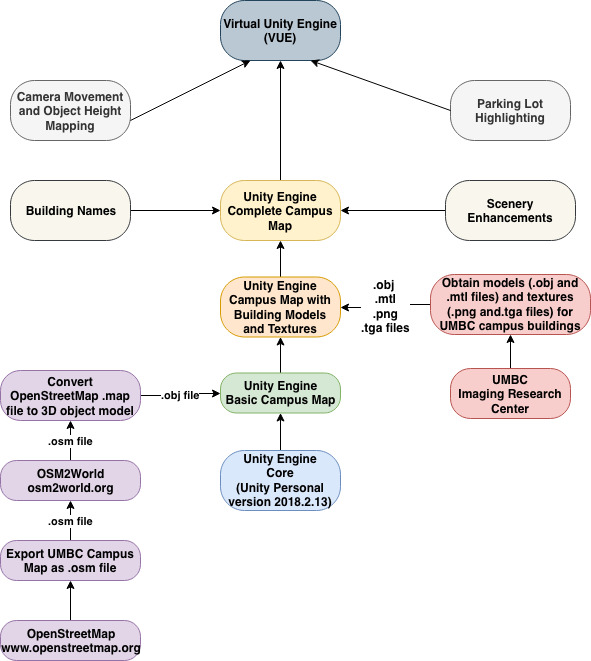 Virtual Unity Engine
(VUE)
Camera Movement
and Object Height
Mapping
Parking Lot
Highlighting
Building Names
Unity Engine
Complete Campus
Map
Scenery
Enhancements
Unity Engine
Campus Map with
Building Models
and Textures
.obj
.mtl
.png
.tga files
Obtain models (.obj and
.mtl files) and textures
(.png and.tga files) for
UMBC campus buildings
Convert
OpenStreetMap .map
file to 3D object model
.obj file
Unity Engine
Basic Campus Map
UMBC
Imaging Research
Center
.osm file
OSM2World
osm2world.org
Unity Engine
Core
(Unity Personal
version 2018.2.13)
.osm file
Export UMBC Campus
Map as .osm file
OpenStreetMap
www.openstreetmap.org